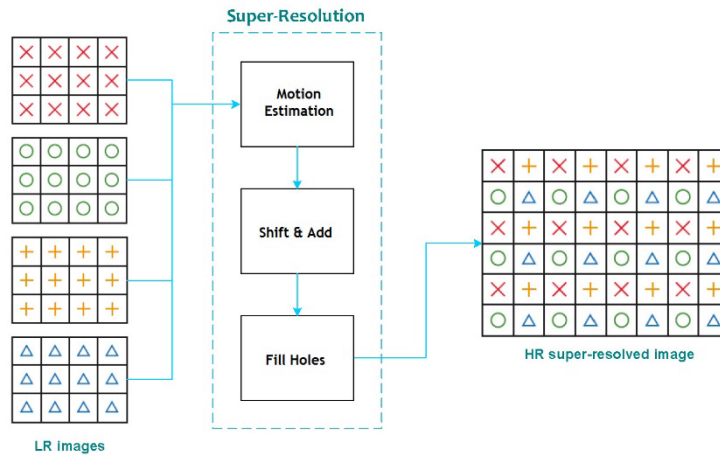 Super-Resolution
Motion
Estimation
Shift & Add
Fill Holes
LR images
HR super-resolved image